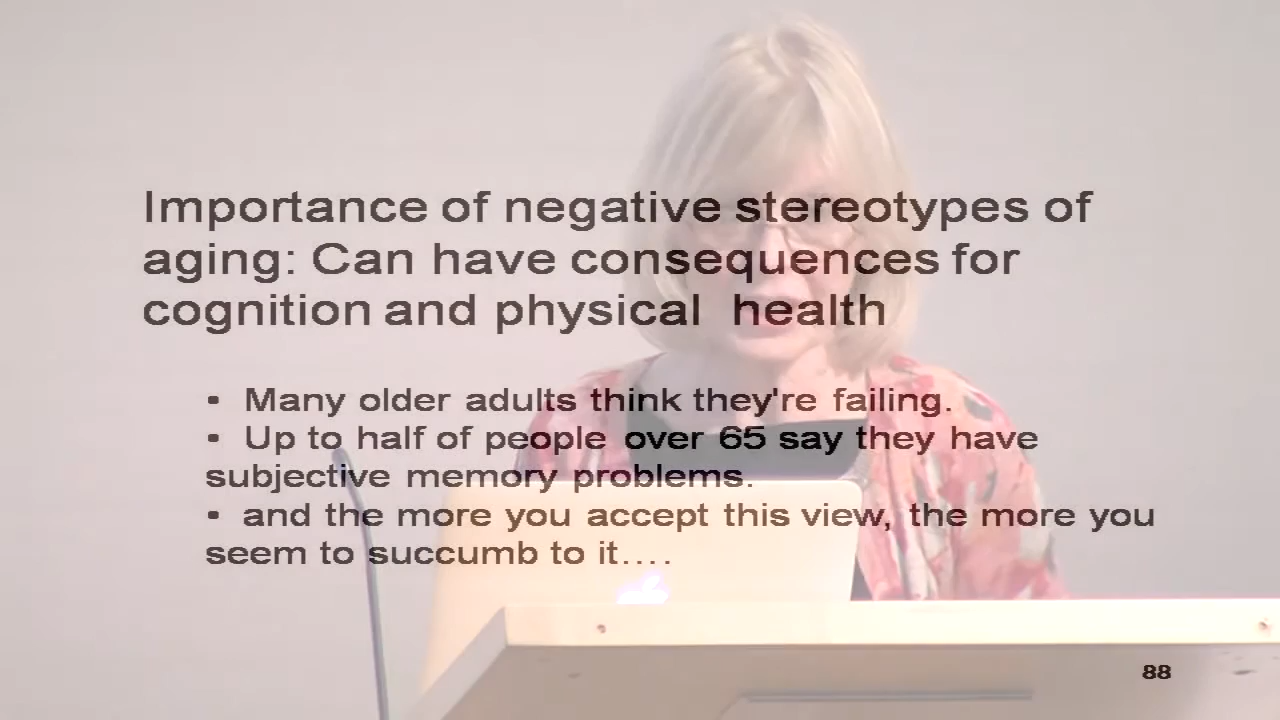 Importance of negative stereotypes of
aging: Can have consequences for
cognition and physical health
• Many older adults think they're failing.
• Up to half of people over 65 say they have
subjective memory problems.
• and the more you accept this view, the more you
seem to succumb to it....
88